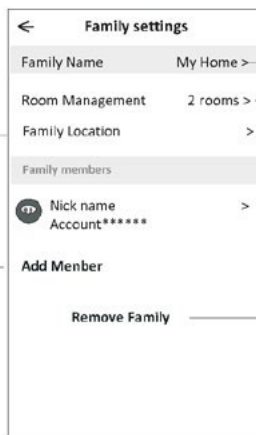 ← Family settings
Family Name My Home >
Room Management 2 rooms >
Family Location >
Family members
Nick name >
Account******
Add Menber
Remove Family